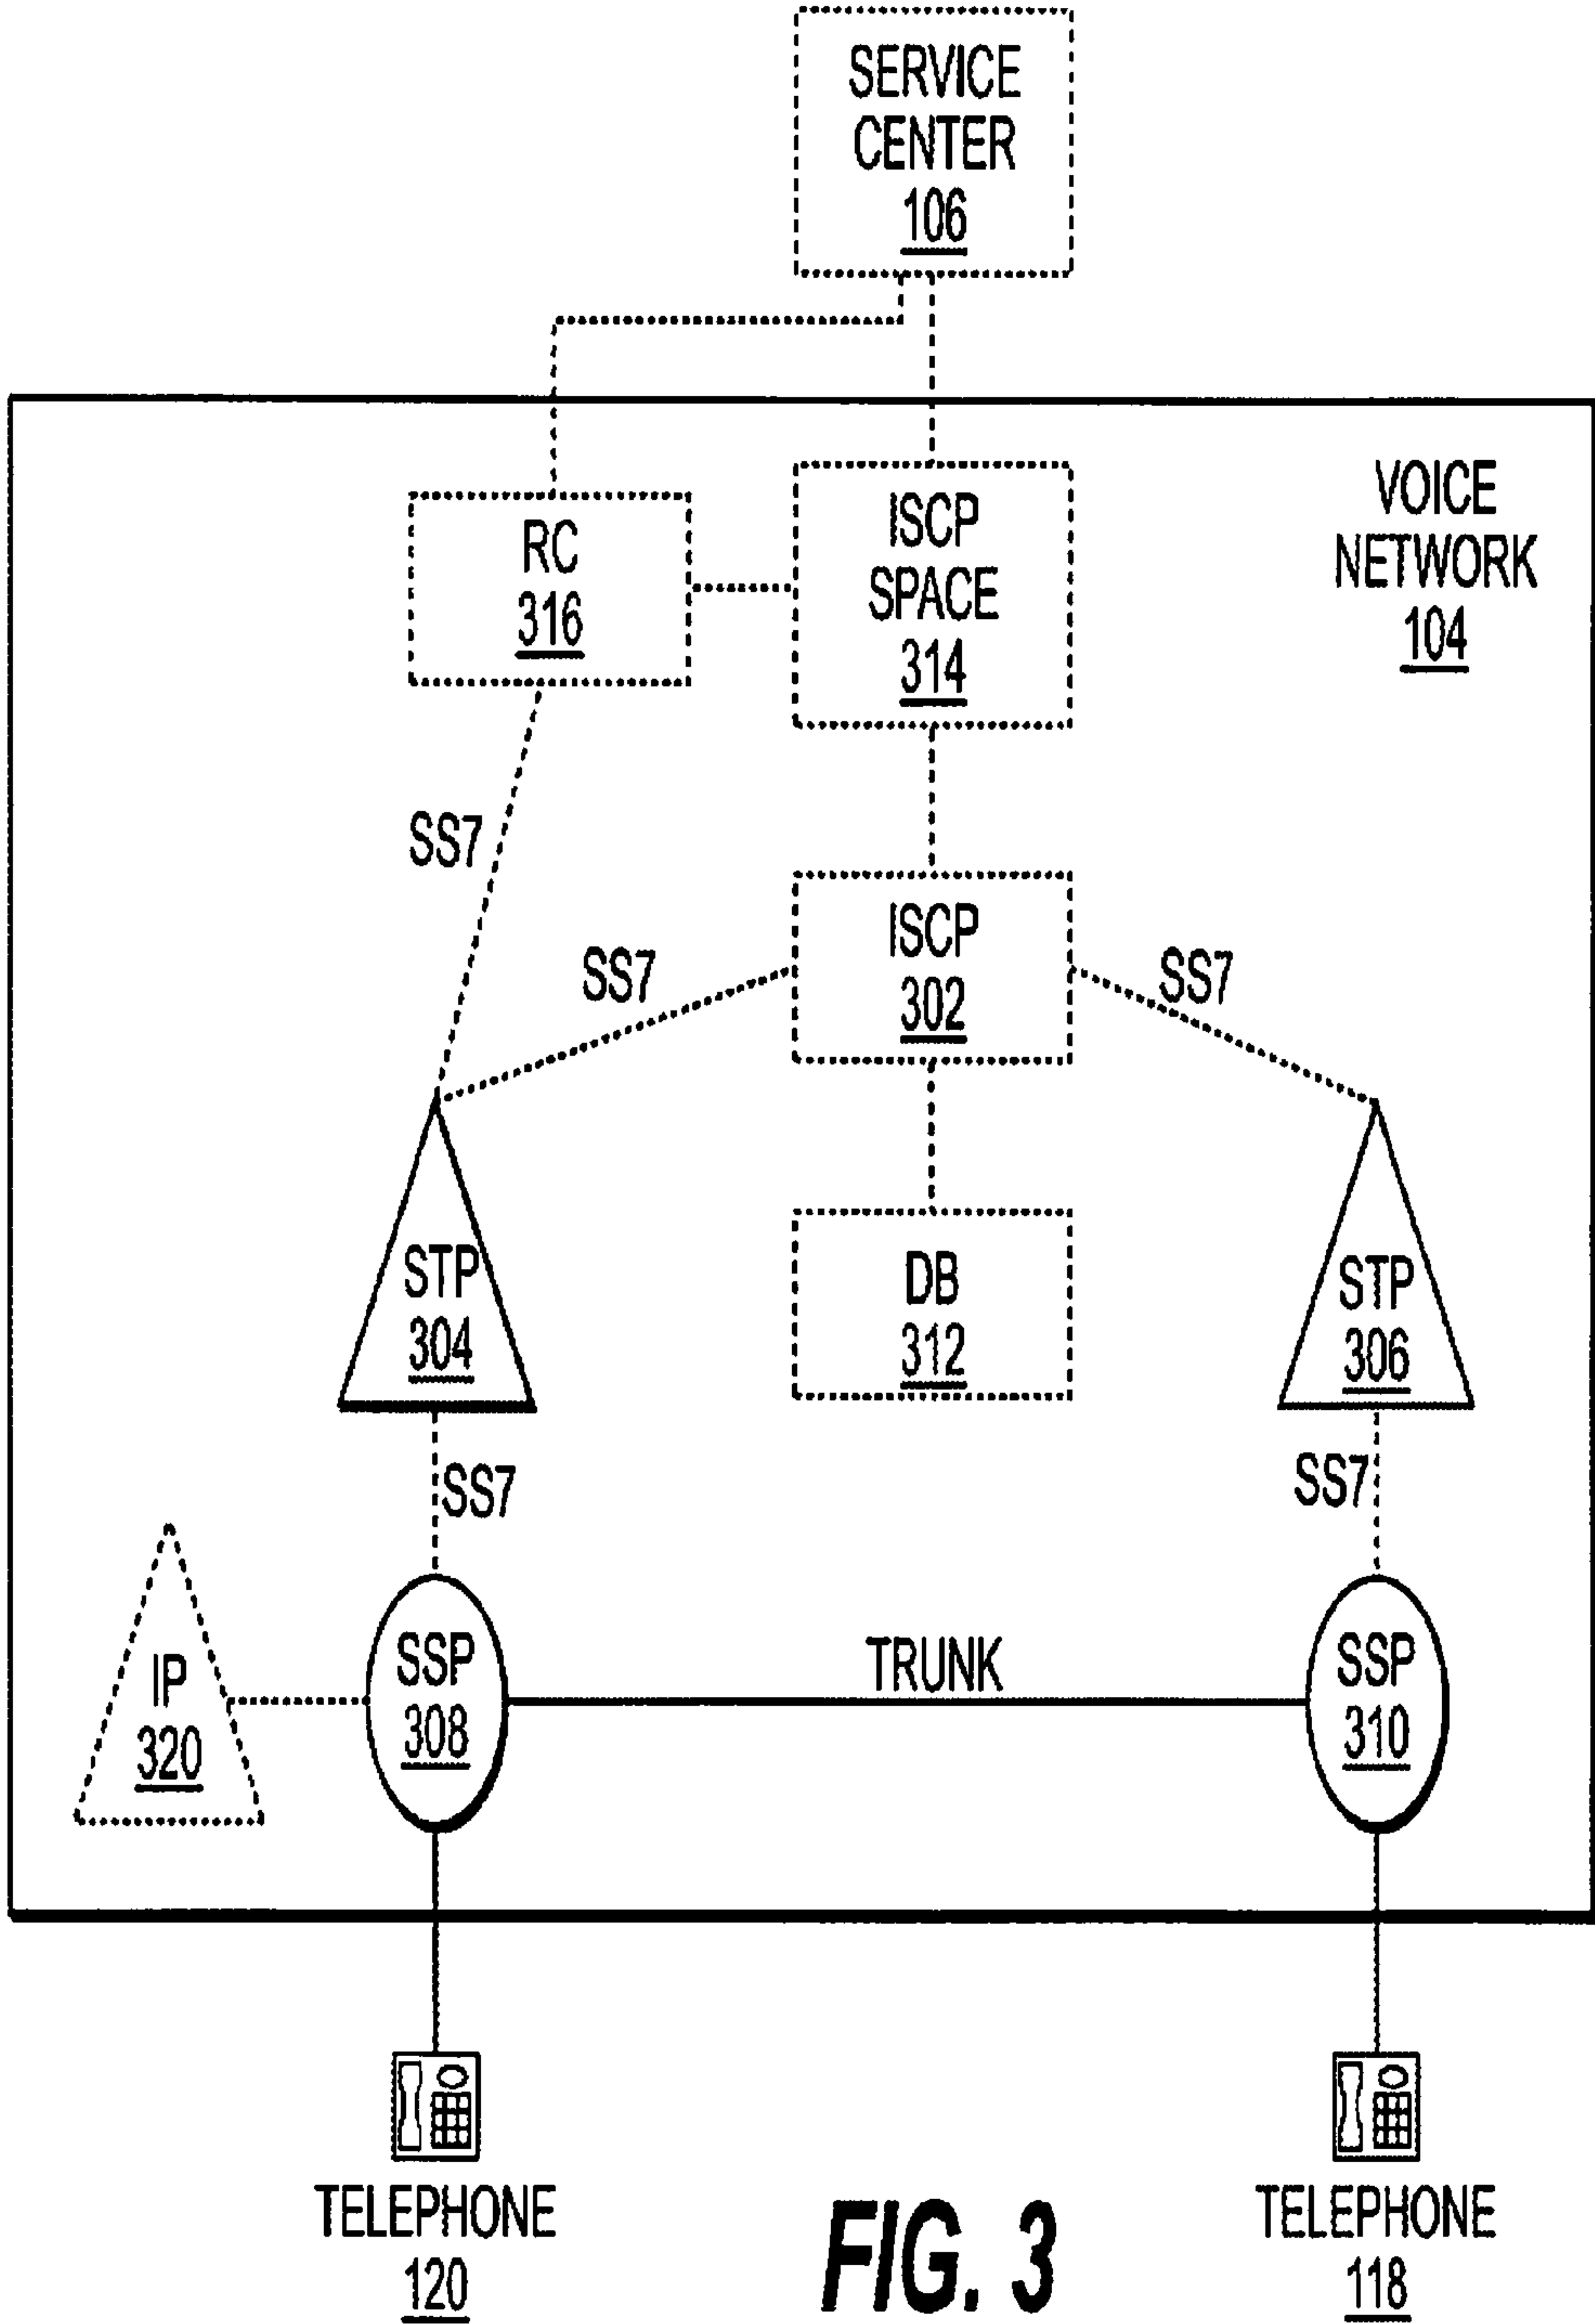 SERVICE
CENTER
106
VOICE
NETWORK
104
RC
316
ISCP
SPACE
314
SS7
SS7
ISCP
302
SS7
STP
304
DB
312
STP
306
SS7
SS7
IP
320
SSP
308
TRUNK
SSP
310
TELEPHONE
120
TELEPHONE
118
FIG. 3